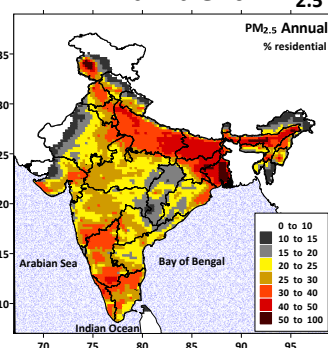 2.5
PM2.5 Annual
% residential
35
30
25
20
15
10
Arabian Sea
Bay of Bengal
Indian Ocean
0 to 10
10 to 15
15 to 20
20 to 25
25 to 30
30 to 40
40 to 50
50 to 100
70 75 80 85 90 95